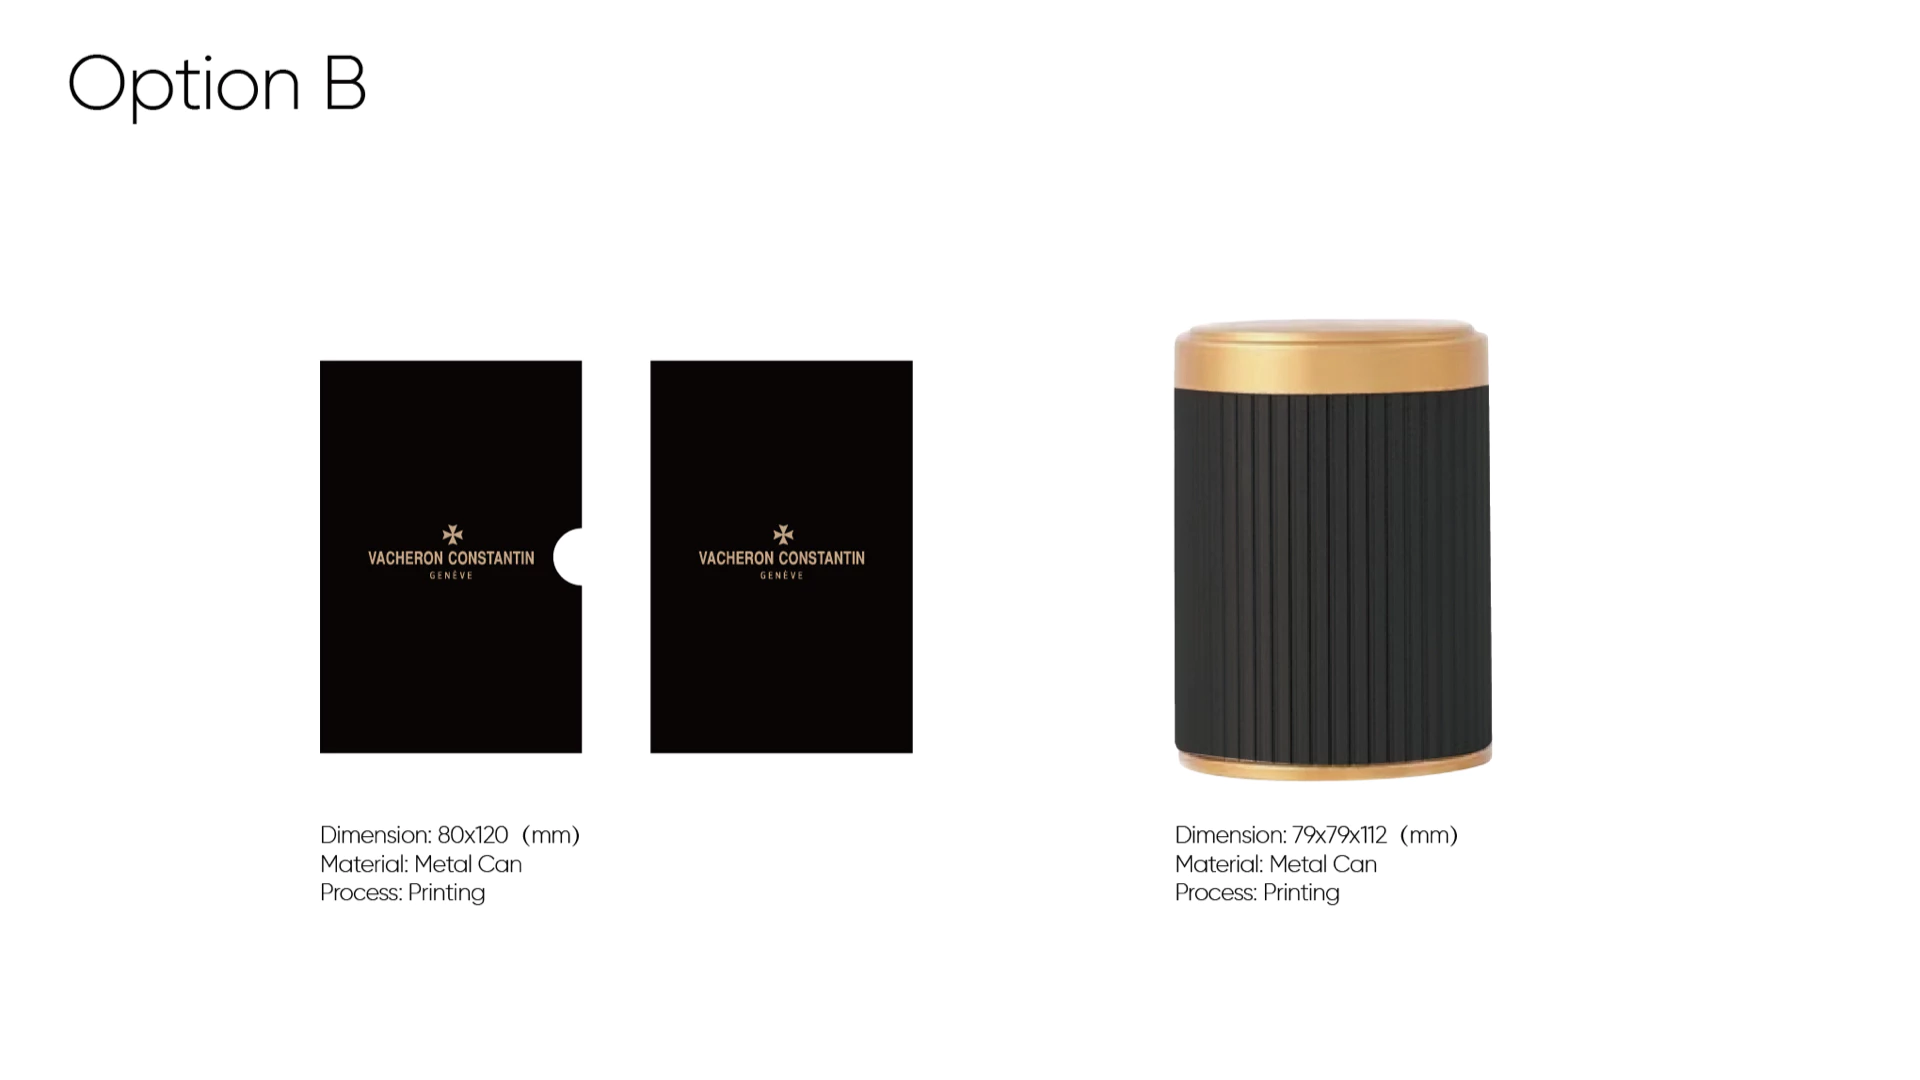 Option B
VACHERON CONSTANTIN
GENÈVE
VACHERON CONSTANTIN
GENÈVE
Dimension: 80x120（mm）
Material: Metal Can
Process: Printing
Dimension: 79x79x112（mm）
Material: Metal Can
Process: Printing